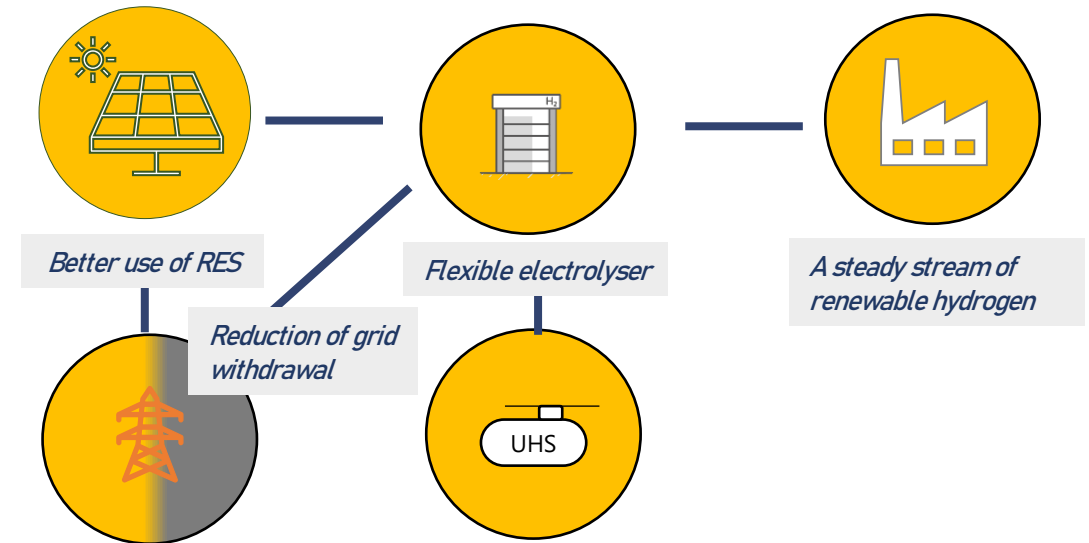 H₂
Better use of RES
Flexible electrolyser
A steady stream of
renewable hydrogen
Reduction of grid
withdrawal
UHS